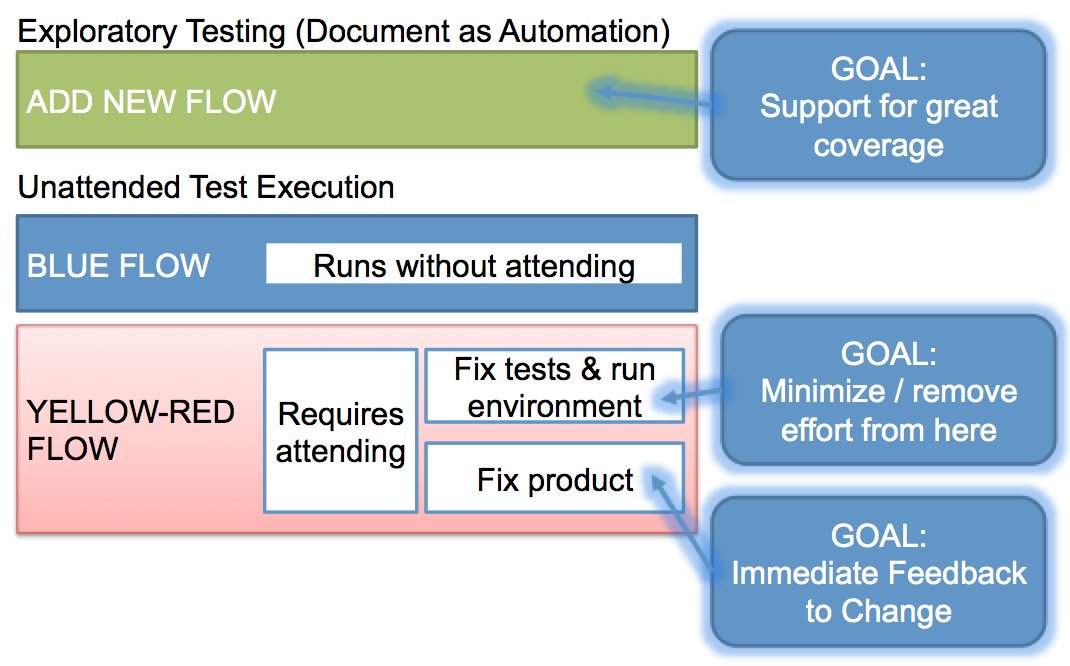 Exploratory Testing (Document as Automation)
ADD NEW FLOW
GOAL:
Support for great
coverage
Unattended Test Execution
BLUE FLOW
Runs without attending
YELLOW-RED
FLOW
Requires
attending
Fix tests & run
environment
GOAL:
Minimize / remove
effort from here
Fix product
GOAL:
Immediate Feedback
to Change